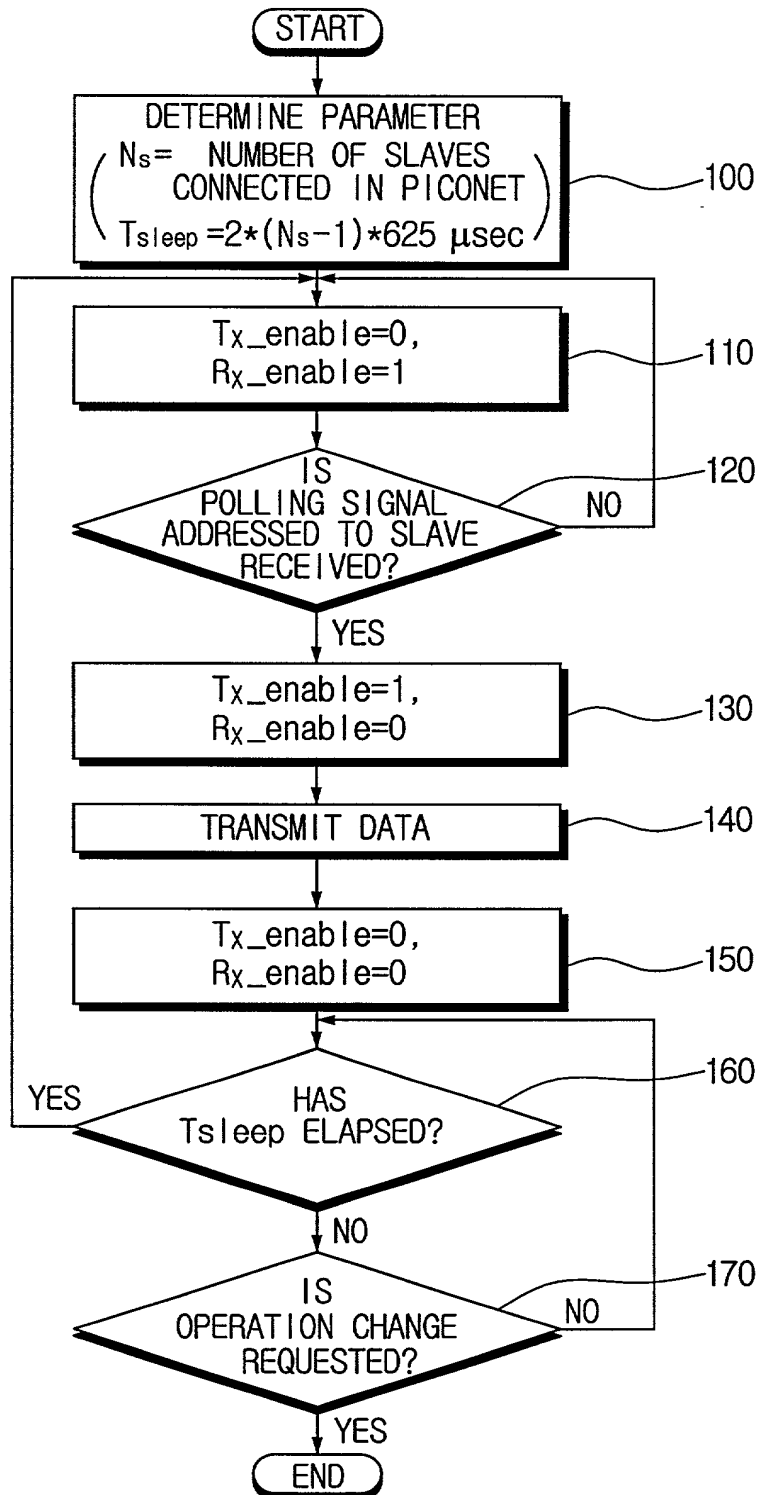 START
DETERMINE PARAMETER
Ns= NUMBER OF SLAVES
CONNECTED IN PICONET
Tsleep=2*(Ns-1)*625 μsec
100
Tx_enable=0,
Rx_enable=1
110
IS
POLLING SIGNAL
ADDRESSED TO SLAVE
RECEIVED?
120
NO
YES
Tx_enable=1,
Rx_enable=0
130
TRANSMIT DATA
140
Tx_enable=0,
Rx_enable=0
150
HAS
Tsleep ELAPSED?
160
YES
NO
IS
OPERATION CHANGE
REQUESTED?
170
NO
YES
END